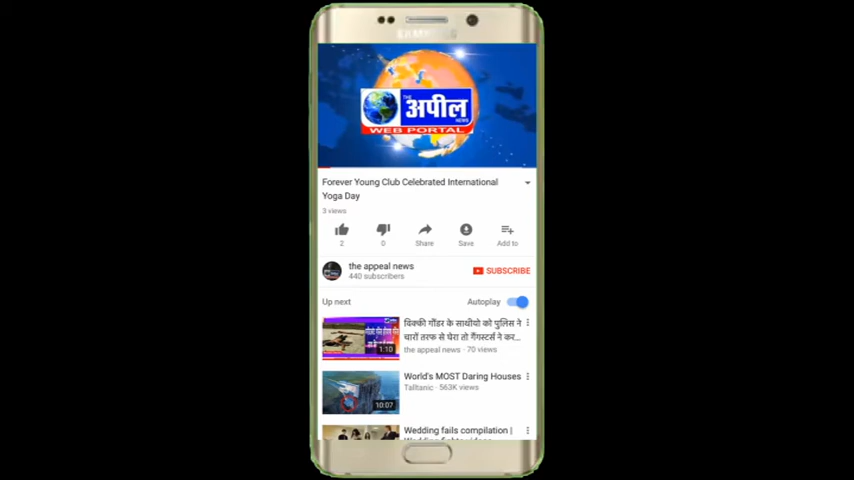 SAMSUNG
THE
अपील
NEWS
WEB PORTAL
Forever Young Club Celebrated International
Yoga Day
3 views
2
0
Share
Save
Add to
the appeal news
440 subscribers
SUBSCRIBE
Up next
Autoplay
विक्की गौंडर के साथीयो को पुलिस ने
चारों तरफ से घेरा तो गैंगस्टर्स ने कर...
the appeal news · 70 views
1:10
World's MOST Daring Houses
Talltanic · 563K views
10:07
Wedding fails compilation |